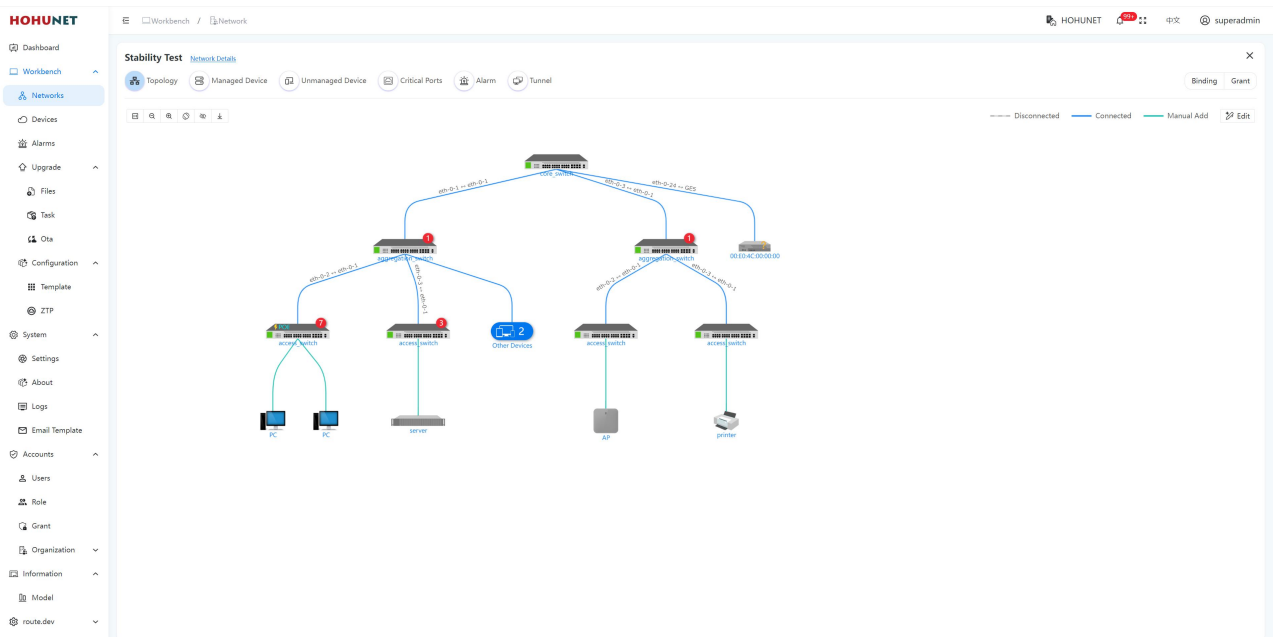 HOHUNET
Workbench / Network
HOHUNET 99+ 中文 superadmin
Dashboard
Workbench
Networks
Devices
Alarms
Upgrade
Files
Task
Ota
Configuration
Template
ZTP
System
Settings
About
Logs
Email Template
Accounts
Users
Role
Grant
Organization
Information
Model
route.dev
Stability Test Network Details
Topology Managed Device Unmanaged Device Critical Ports Alarm Tunnel Binding Grant
Disconnected Connected Manual Add Edit
core_switch
eth-0-1 ↔ eth-0-1
eth-0-3 ↔ eth-0-1
eth-0-24 ↔ GE5
1
aggregation_switch
1
aggregation_switch
00:E0:4C:00:00:00
eth-0-2 ↔ eth-0-1
eth-0-3 ↔ eth-0-1
eth-0-2 ↔ eth-0-1
eth-0-3 ↔ eth-0-1
7
access_switch
3
access_switch
2
Other Devices
access_switch
access_switch
PC
PC
server
AP
printer